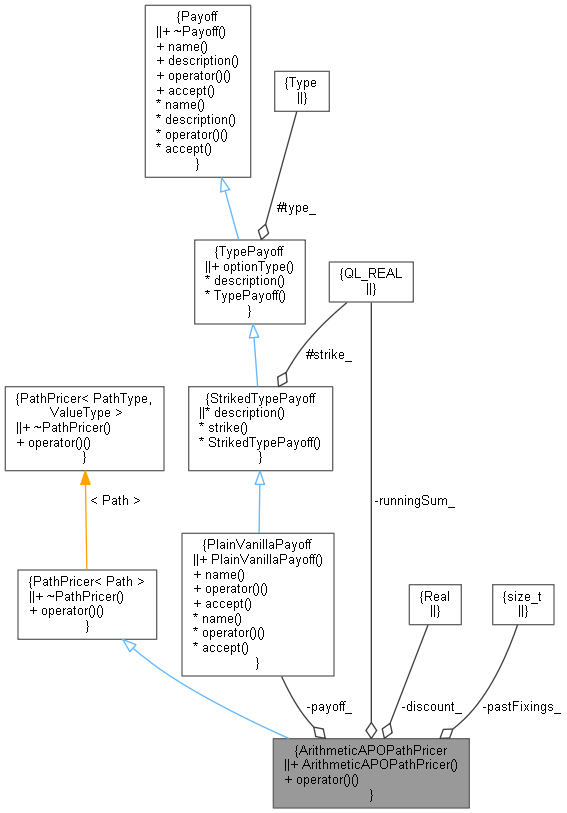 {Payoff
||+ ~Payoff()
+ name()
+ description()
+ operator()()
+ accept()
* name()
* description()
* operator()()
* accept()
}
{Type
||}
#type_
{TypePayoff
||+ optionType()
* description()
* TypePayoff()
}
{QL_REAL
||}
#strike_
{PathPricer< PathType,
ValueType >
||+ ~PathPricer()
+ operator()()
}
{StrikedTypePayoff
||* description()
* strike()
* StrikedTypePayoff()
}
< Path >
-runningSum_
{PlainVanillaPayoff
||+ PlainVanillaPayoff()
+ name()
+ operator()()
+ accept()
* name()
* operator()()
* accept()
}
{PathPricer< Path >
||+ ~PathPricer()
+ operator()()
}
{Real
||}
{size_t
||}
-payoff_
-discount_
-pastFixings_
{ArithmeticAPOPathPricer
||+ ArithmeticAPOPathPricer()
+ operator()()
}